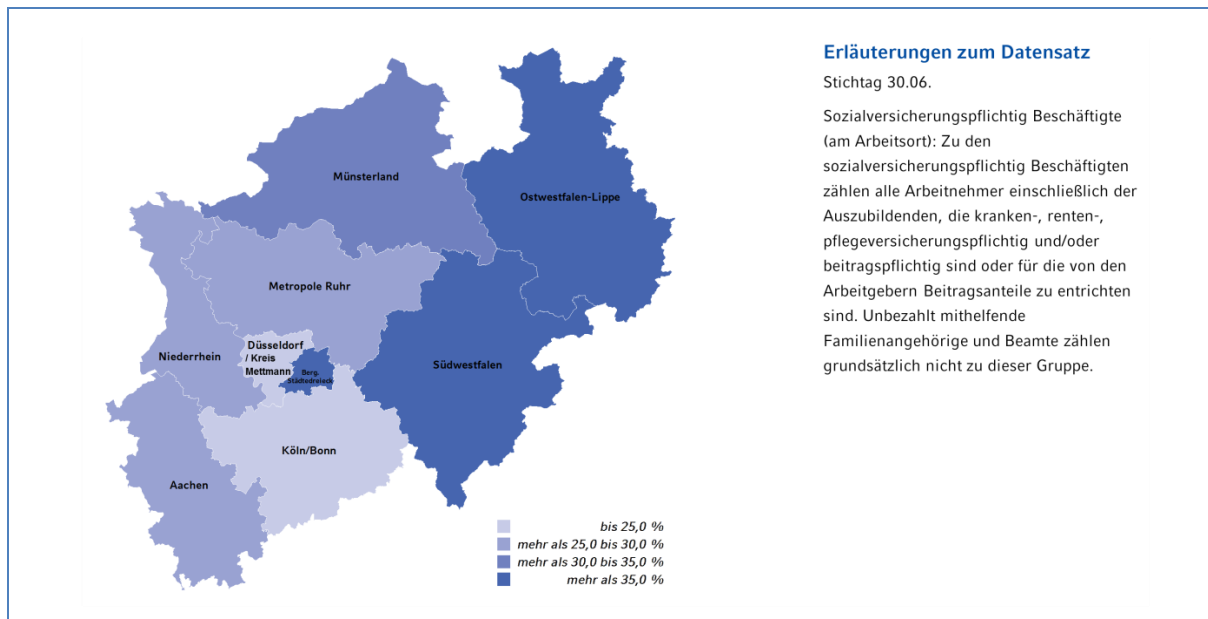 Münsterland
Ostwestfalen-Lippe
Metropole Ruhr
Düsseldorf
/ Kreis
Mettmann
Niederrhein
Berg.
Städtedreieck
Südwestfalen
Köln/Bonn
Aachen
bis 25,0 %
mehr als 25,0 bis 30,0 %
mehr als 30,0 bis 35,0 %
mehr als 35,0 %
Erläuterungen zum Datensatz
Stichtag 30.06.
Sozialversicherungspflichtig Beschäftigte
(am Arbeitsort): Zu den
sozialversicherungspflichtig Beschäftigten
zählen alle Arbeitnehmer einschließlich der
Auszubildenden, die kranken-, renten-,
pflegeversicherungspflichtig und/oder
beitragspflichtig sind oder für die von den
Arbeitgebern Beitragsanteile zu entrichten
sind. Unbezahlt mithelfende
Familienangehörige und Beamte zählen
grundsätzlich nicht zu dieser Gruppe.